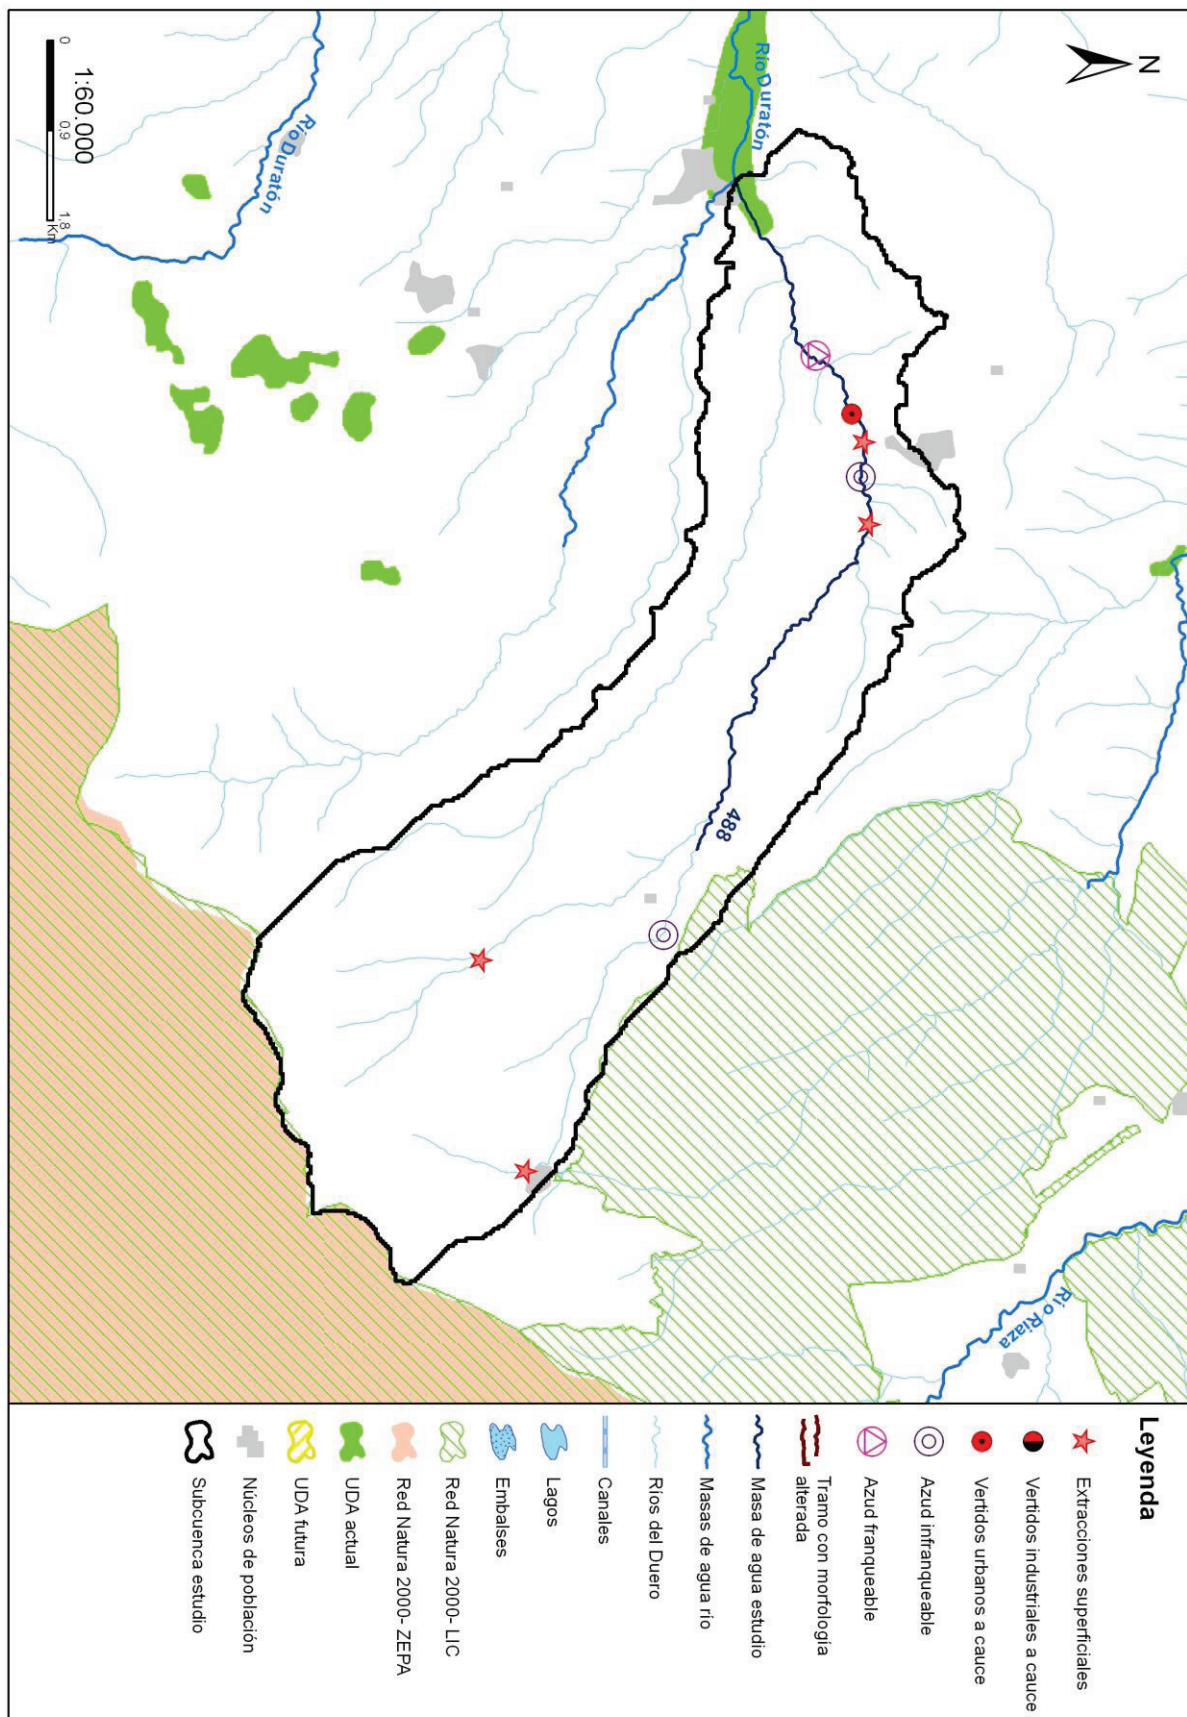 N
0
0,9
1,8
Km
1:60.000
Río Duratón
Río Duratón
488
Río Riaza
Leyenda
Extracciones superficiales
Vertidos industriales a cauce
Vertidos urbanos a cauce
Azud infranqueable
Azud franqueable
Tramo con morfología
alterada
Masa de agua estudio
Masas de agua río
Ríos del Duero
Canales
Lagos
Embalses
Red Natura 2000- LIC
Red Natura 2000- ZEPA
UDA actual
UDA futura
Núcleos de población
Subcuenca estudio